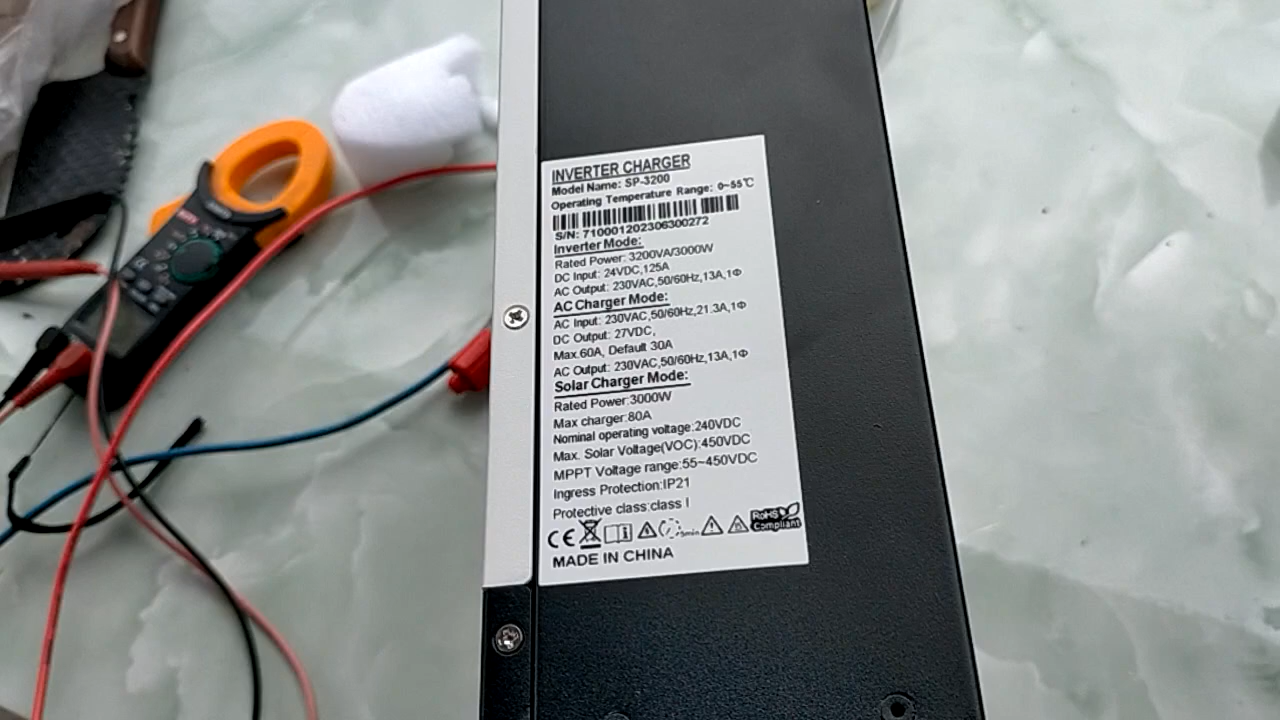 INVERTER CHARGER
Model Name: SP-3200
Operating Temperature Range: 0~55℃
S/N: 710001202306300272
Inverter Mode:
Rated Power: 3200VA/3000W
DC Input: 24VDC,125A
AC Output: 230VAC,50/60Hz,13A,1Φ
AC Charger Mode:
AC Input: 230VAC,50/60Hz,21.3A,1Φ
DC Output: 27VDC,
Max.60A, Default 30A
AC Output: 230VAC,50/60Hz,13A,1Φ
Solar Charger Mode:
Rated Power:3000W
Max charger:80A
Nominal operating voltage:240VDC
Max. Solar Voltage(VOC):450VDC
MPPT Voltage range:55~450VDC
Ingress Protection:IP21
Protective class:class I
CE 5min RoHS
Compliant
MADE IN CHINA